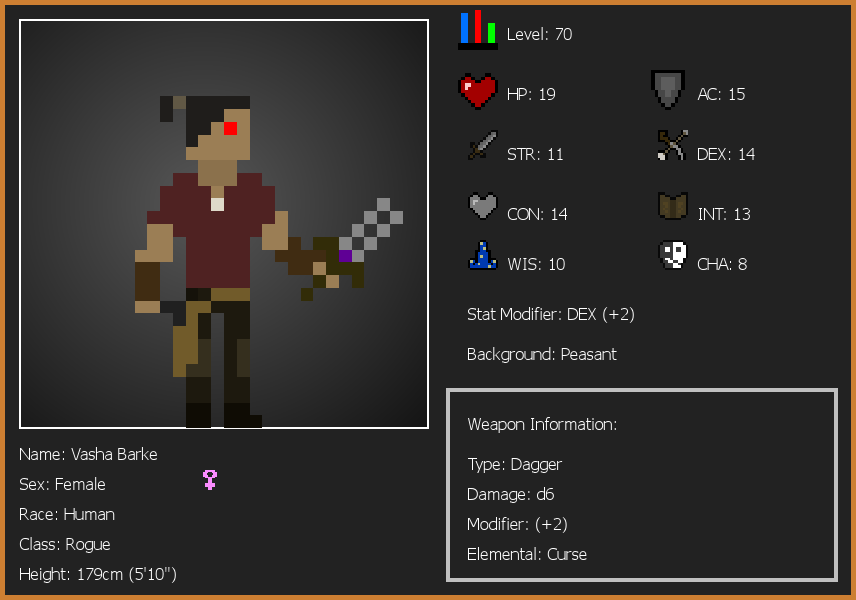 Level: 70
HP: 19
AC: 15
STR: 11
DEX: 14
CON: 14
INT: 13
WIS: 10
CHA: 8
Stat Modifier: DEX (+2)
Background: Peasant
Weapon Information:
Type: Dagger
Damage: d6
Modifier: (+2)
Elemental: Curse
Name: Vasha Barke
Sex: Female
Race: Human
Class: Rogue
Height: 179cm (5'10")